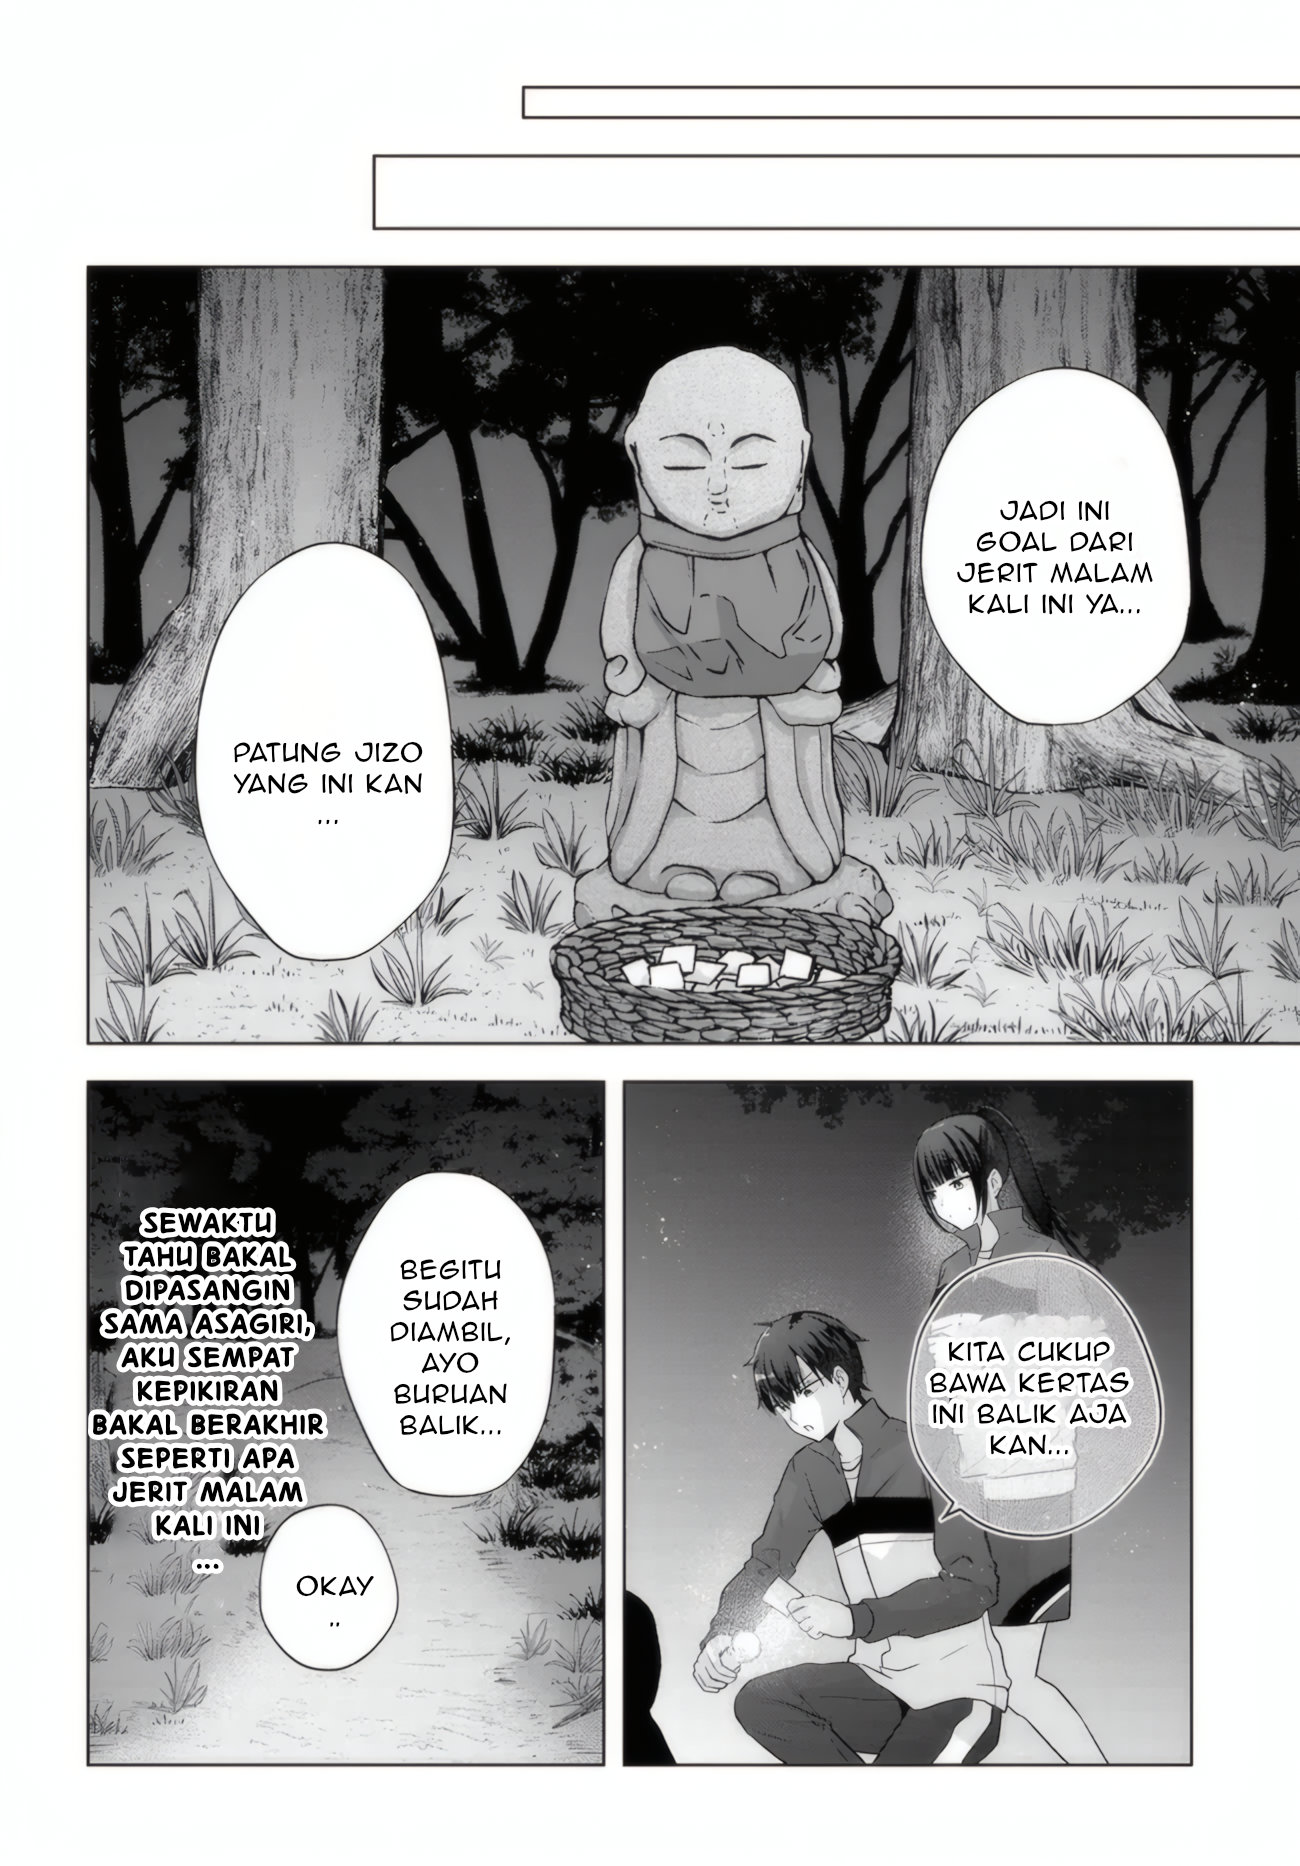 JADI INI
GOAL DARI
JERIT MALAM
KALI INI YA...
PATUNG JIZO
YANG INI KAN
...
KITA CUKUP
BAWA KERTAS
INI BALIK AJA
KAN...
BEGITU
SUDAH
DIAMBIL,
AYO
BURUAN
BALIK...
SEWAKTU
TAHU BAKAL
DIPASANGIN
SAMA ASAGIRI,
AKU SEMPAT
KEPIKIRAN
BAKAL BERAKHIR
SEPERTI APA
JERIT MALAM
KALI INI
...
OKAY
..